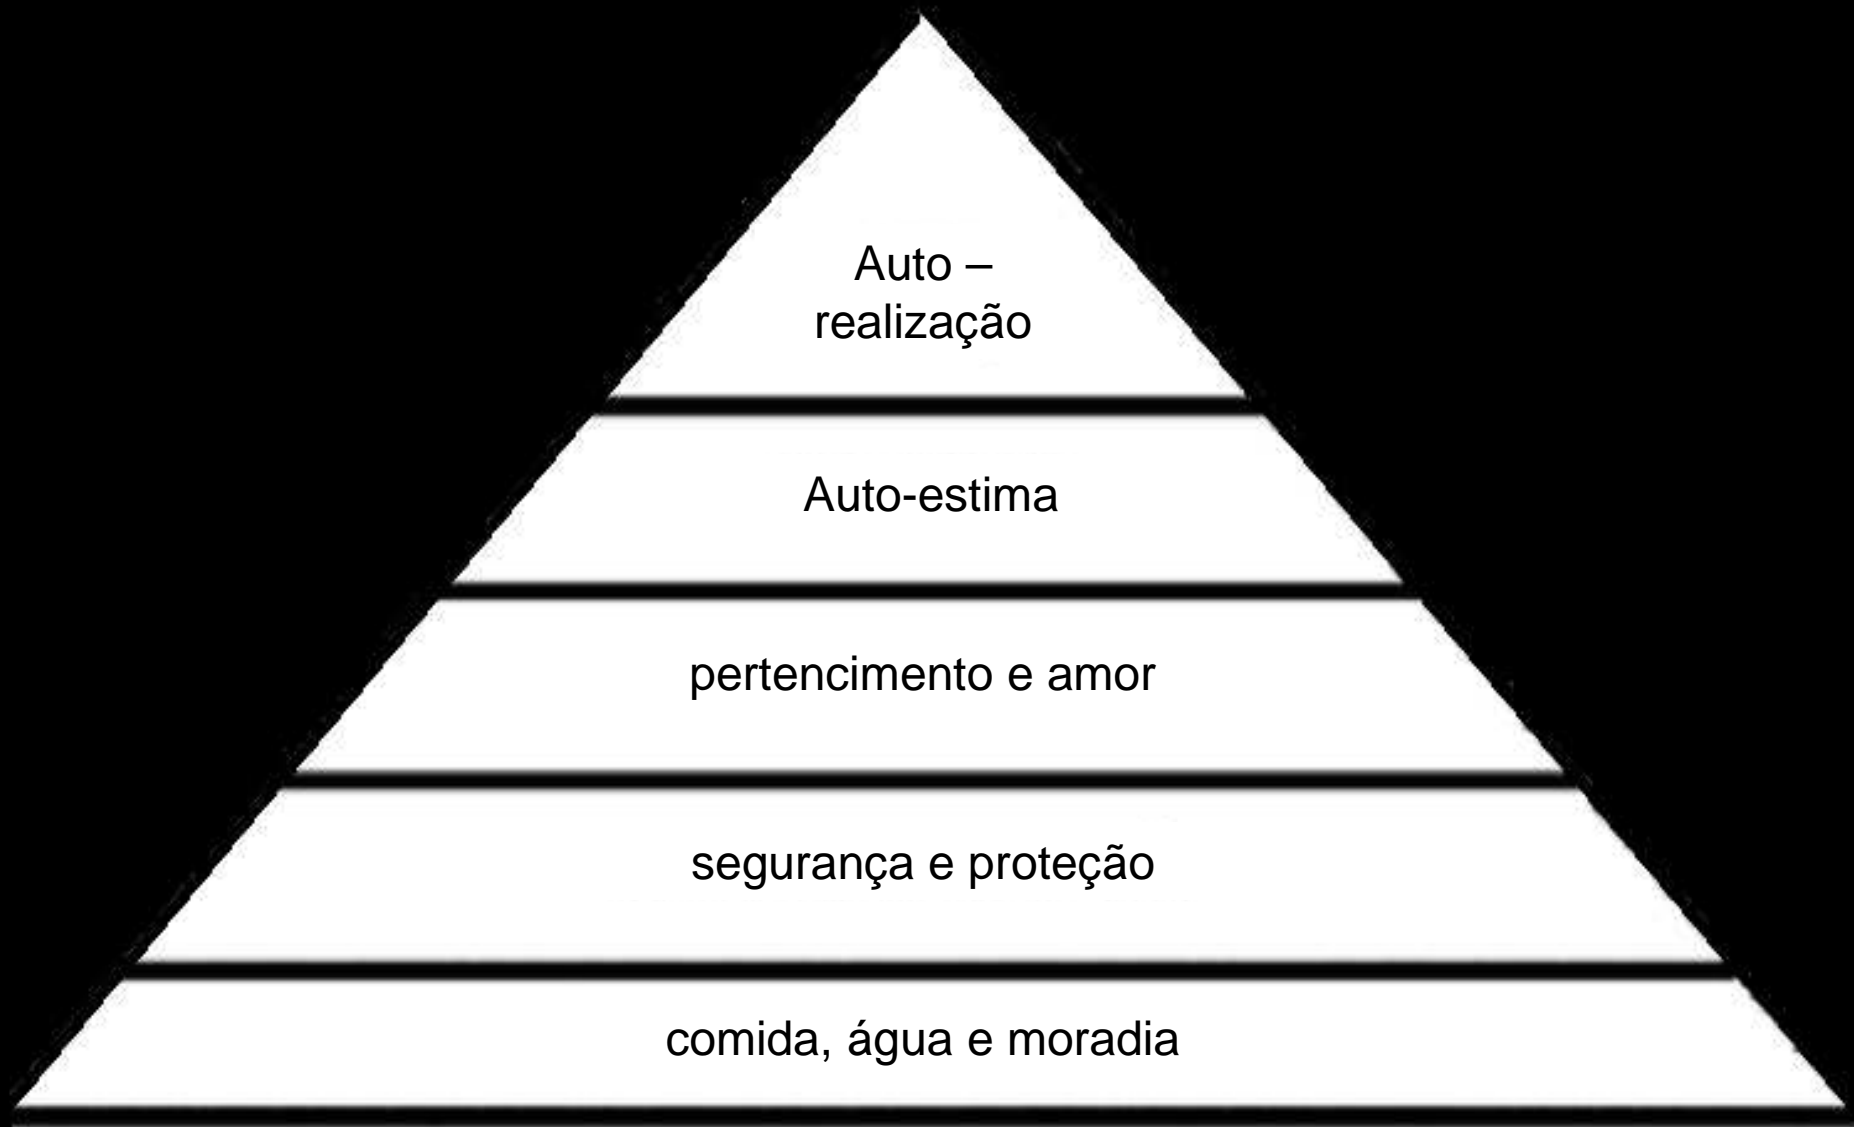 Auto –
realização
Auto-estima
pertencimento e amor
segurança e proteção
comida, água e moradia